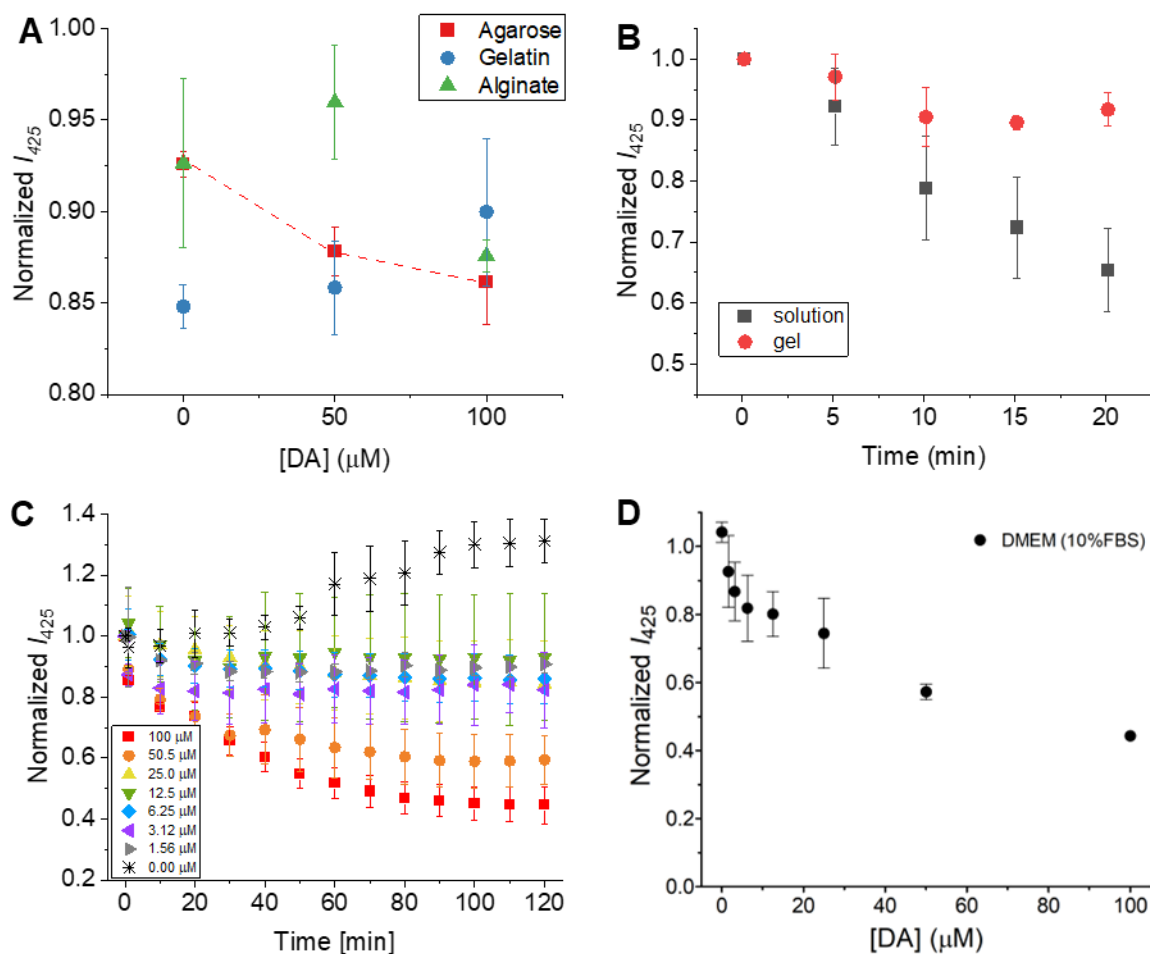 A
Agarose
Gelatin
Alginate
1.00
0.95
0.90
0.85
0.80
Normalized I425
0
50
100
[DA] (μM)
B
1.0
0.9
0.8
0.7
0.6
0.5
Normalized I425
solution
gel
0
5
10
15
20
Time (min)
C
1.4
1.2
1.0
0.8
0.6
0.4
0.2
Normalized I425
100 μM
50.5 μM
25.0 μM
12.5 μM
6.25 μM
3.12 μM
1.56 μM
0.00 μM
0
20
40
60
80
100
120
Time [min]
D
DMEM (10%FBS)
1.0
0.8
0.6
0.4
0.2
0.0
Normalized I425
0
20
40
60
80
100
[DA] (μM)